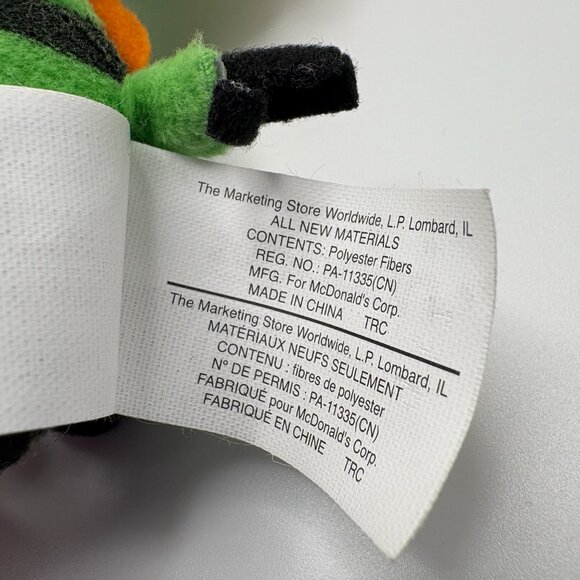 The Marketing Store Worldwide, L.P. Lombard, IL
ALL NEW MATERIALS
CONTENTS: Polyester Fibers
REG. NO.: PA-11335(CN)
MFG. For McDonald's Corp.
MADE IN CHINA TRC
The Marketing Store Worldwide, L.P. Lombard, IL
MATÉRIAUX NEUFS SEULEMENT
CONTENU : fibres de polyester
N° DE PERMIS : PA-11335(CN)
FABRIQUÉ pour McDonald's Corp.
FABRIQUÉ EN CHINE TRC